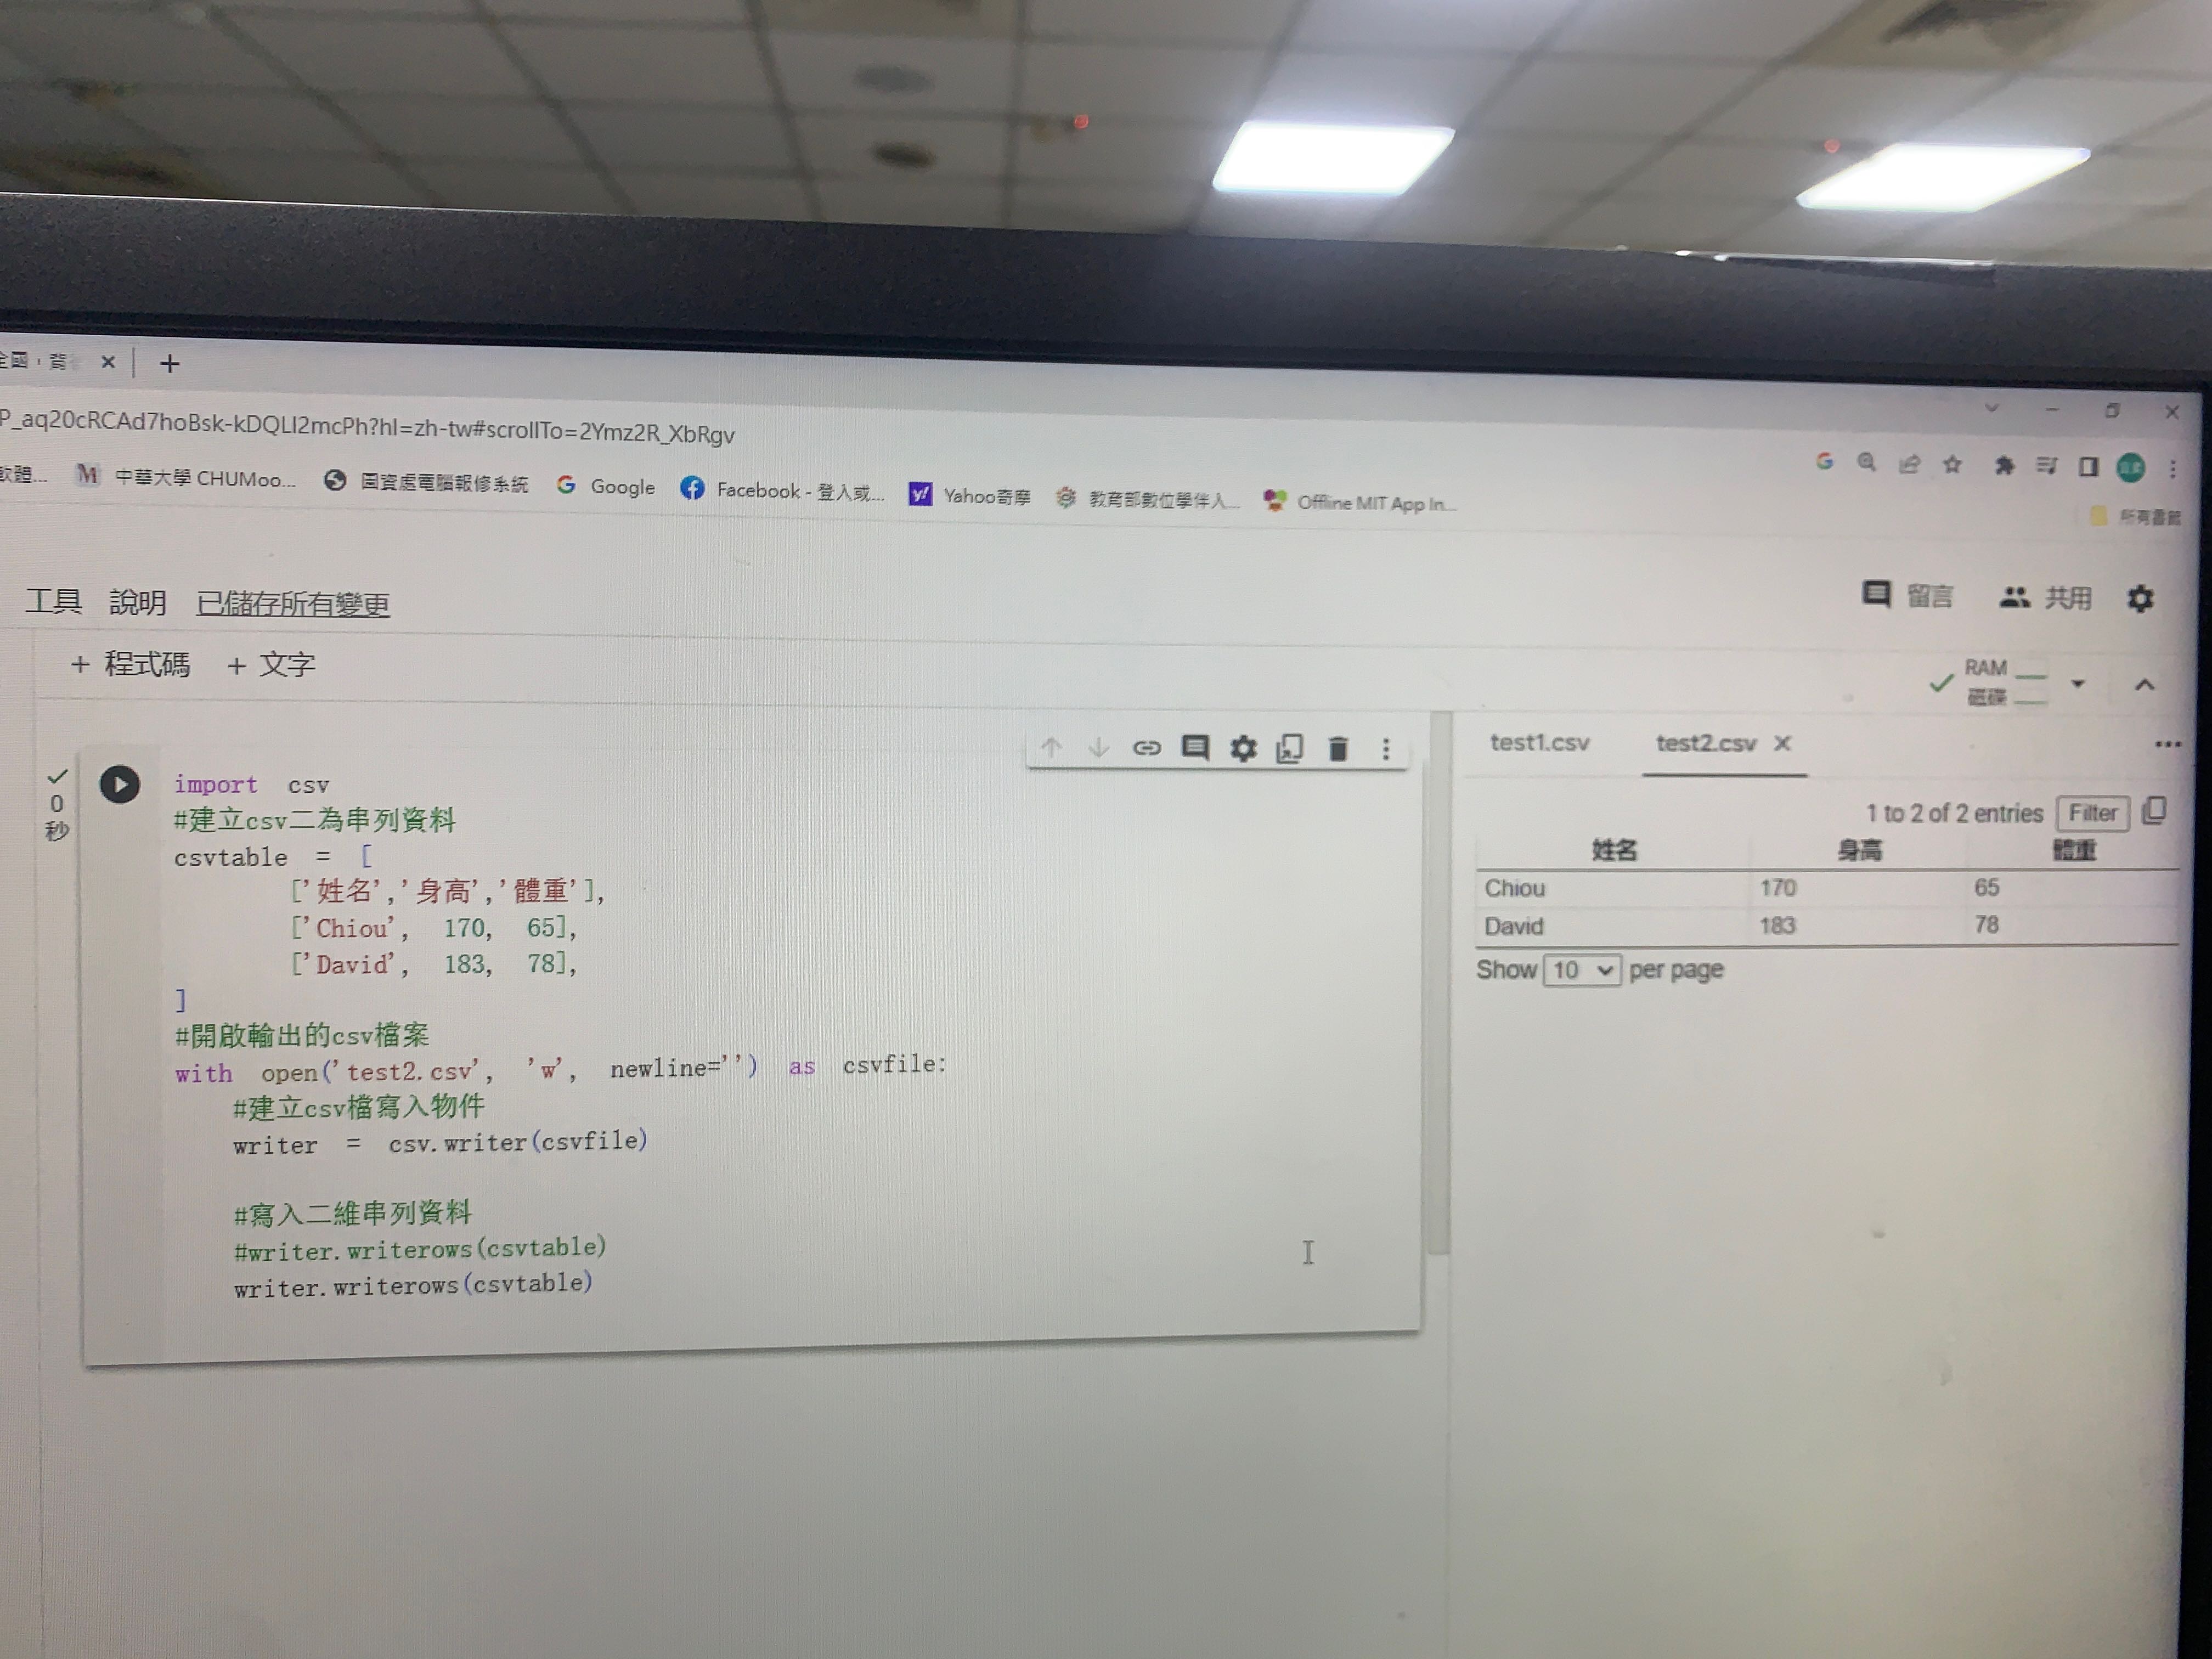 全國，背
P_aq20cRCAd7hoBsk-kDQLI2mcPh?hl=zh-tw#scrollTo=2Ymz2R_XbRgv
軟體... 中華大學 CHUMoo... 圖資處電腦報修系統 Google Facebook - 登入或... Yahoo奇摩 教育部數位學伴人... Offline MIT App In...
所有書籤
工具 說明 已儲存所有變更
留言 共用
+ 程式碼 + 文字
RAM
磁碟
0
秒
import csv
#建立csv二為串列資料
csvtable = [
['姓名','身高','體重'],
['Chiou', 170, 65],
['David', 183, 78],
]
#開啟輸出的csv檔案
with open('test2.csv', 'w', newline='') as csvfile:
#建立csv檔寫入物件
writer = csv.writer(csvfile)
#寫入二維串列資料
#writer.writerows(csvtable)
writer.writerows(csvtable)
test1.csv test2.csv
1 to 2 of 2 entries Filter
姓名 身高 體重
Chiou 170 65
David 183 78
Show 10 per page